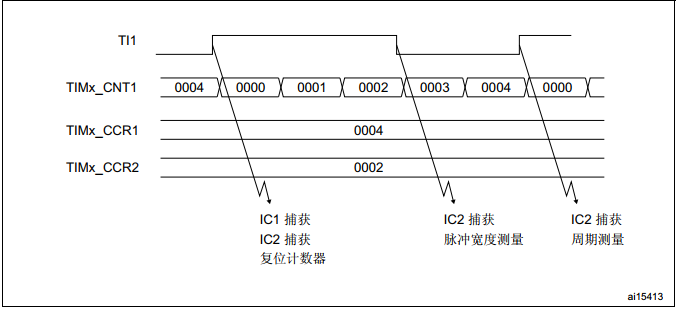 TI1
TIMx_CNT1 0004 0000 0001 0002 0003 0004 0000
TIMx_CCR1 0004
TIMx_CCR2 0002
IC1 捕获
IC2 捕获
复位计数器
IC2 捕获
脉冲宽度测量
IC2 捕获
周期测量
ai15413